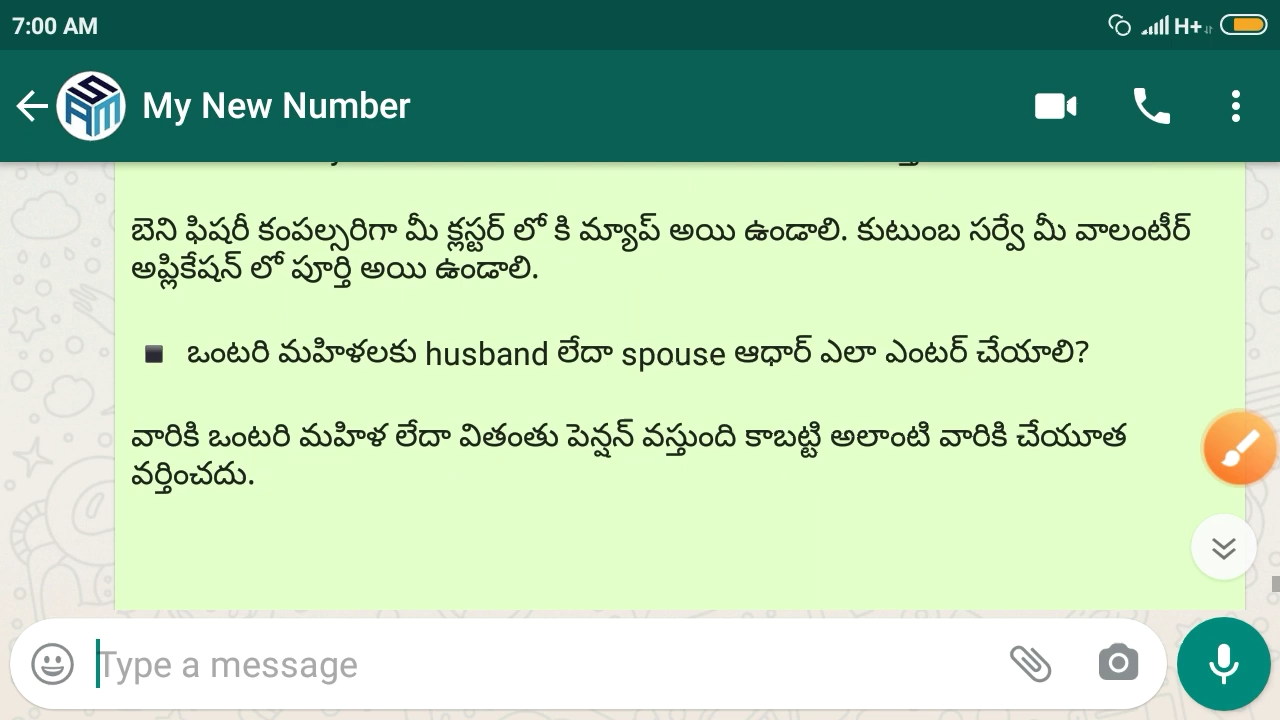 7:00 AM
H+
SAM
My New Number
బెని ఫిషరీ కంపల్సరిగా మీ క్లస్టర్ లో కి మ్యాప్ అయి ఉండాలి. కుటుంబ సర్వే మీ వాలంటీర్
అప్లికేషన్ లో పూర్తి అయి ఉండాలి.
▪ ఒంటరి మహిళలకు husband లేదా spouse ఆధార్ ఎలా ఎంటర్ చేయాలి?
వారికి ఒంటరి మహిళ లేదా వితంతు పెన్షన్ వస్తుంది కాబట్టి అలాంటి వారికి చేయూత
వర్తించదు.
Type a message